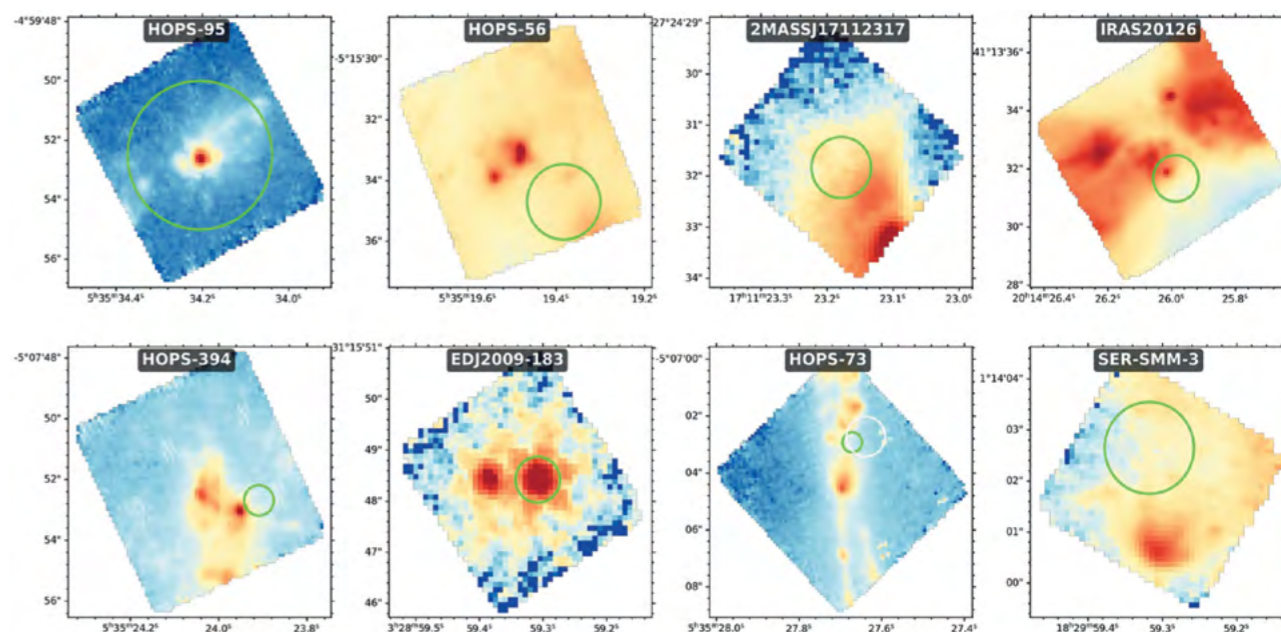 HOPS-95
-4°59'48"
50"
52"
54"
56"
5ʰ35ᵐ34.4ˢ 34.2ˢ 34.0ˢ
HOPS-56
-5°15'30"
32"
34"
36"
5ʰ35ᵐ19.6ˢ 19.4ˢ 19.2ˢ
2MASSJ17112317
-27°24'29"
30"
31"
32"
33"
34"
17ʰ11ᵐ23.3ˢ 23.2ˢ 23.1ˢ 23.0ˢ
IRAS20126
41°13'36"
34"
32"
30"
28"
20ʰ14ᵐ26.4ˢ 26.2ˢ 26.0ˢ 25.8ˢ
HOPS-394
-5°07'48"
50"
52"
54"
56"
5ʰ35ᵐ24.2ˢ 24.0ˢ 23.8ˢ
EDJ2009-183
31°15'51"
50"
49"
48"
47"
46"
3ʰ28ᵐ59.5ˢ 59.4ˢ 59.3ˢ 59.2ˢ
HOPS-73
-5°07'00"
02"
04"
06"
08"
5ʰ35ᵐ28.0ˢ 27.8ˢ 27.6ˢ 27.4ˢ
SER-SMM-3
1°14'04"
03"
02"
01"
00"
18ʰ29ᵐ59.4ˢ 59.3ˢ 59.2ˢ